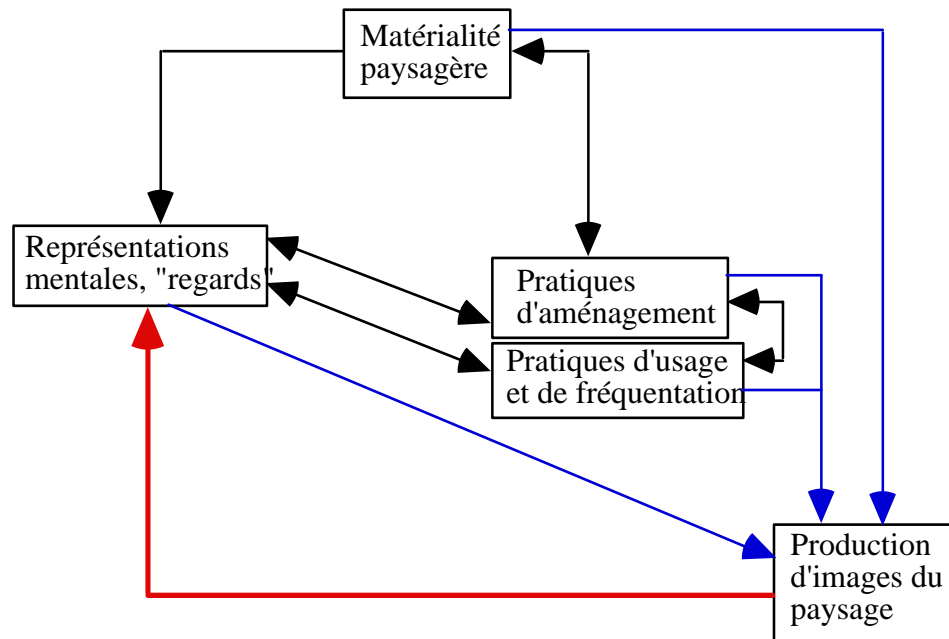 Matérialité
paysagère
Représentations
mentales, "regards"
Pratiques
d'aménagement
Pratiques d'usage
et de fréquentation
Production
d'images du
paysage